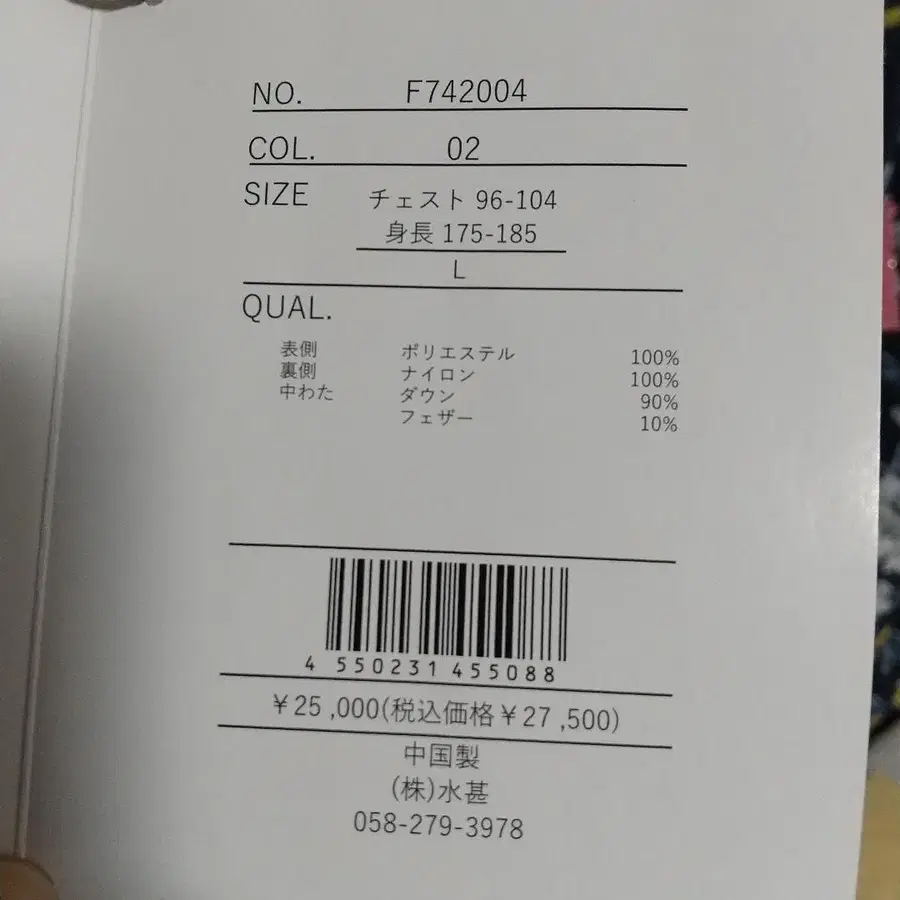 NO. F742004
COL. 02
SIZE チェスト 96-104
身長 175-185
L
QUAL.
表側 ポリエステル 100%
裏側 ナイロン 100%
中わた ダウン 90%
フェザー 10%
4 550231 455088
¥25,000(税込価格¥27,500)
中国製
(株)水甚
058-279-3978